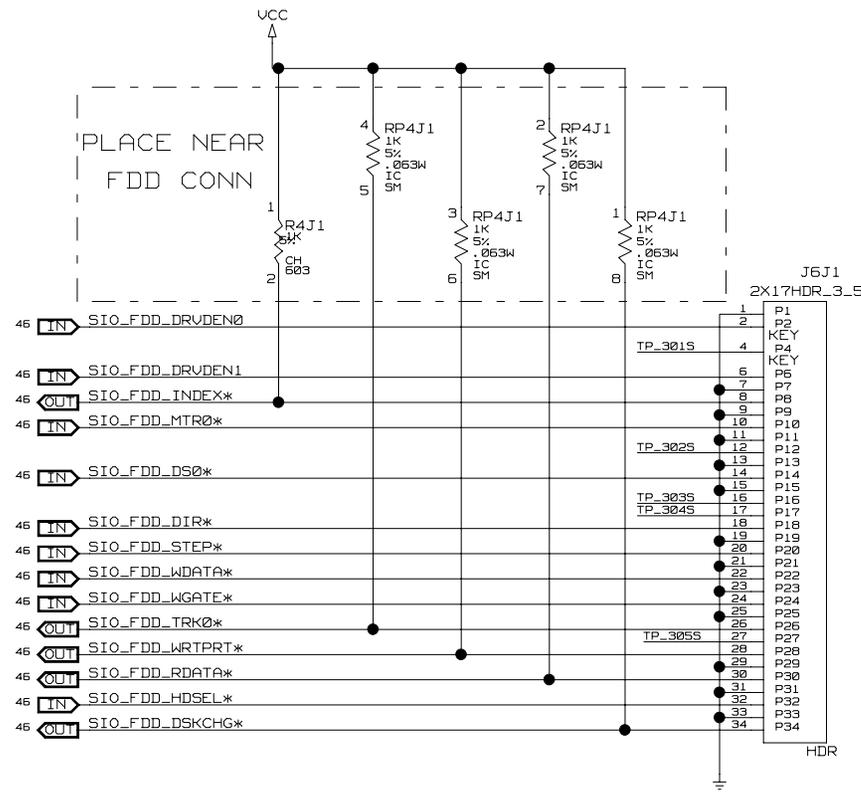 VCC
PLACE NEAR
FDD CONN
4
RP4J1
1K
5%
.063W
IC
SM
5
2
RP4J1
1K
5%
.063W
IC
SM
7
1
R4J1
1K
5%
CH
603
2
3
RP4J1
1K
5%
.063W
IC
SM
6
1
RP4J1
1K
5%
.063W
IC
SM
8
J6J1
2X17HDR_3_5
46 IN SIO_FDD_DRVDEN0
46 IN SIO_FDD_DRVDEN1
46 OUT SIO_FDD_INDEX*
46 IN SIO_FDD_MTR0*
46 IN SIO_FDD_DS0*
46 IN SIO_FDD_DIR*
46 IN SIO_FDD_STEP*
46 IN SIO_FDD_WDATA*
46 IN SIO_FDD_WGATE*
46 OUT SIO_FDD_TRK0*
46 OUT SIO_FDD_WRTPRT*
46 OUT SIO_FDD_RDATA*
46 IN SIO_FDD_HDSEL*
46 OUT SIO_FDD_DSKCHG*
1 P1
2 P2
KEY
TP_301S 4 P4
KEY
6 P6
7 P7
8 P8
9 P9
10 P10
11 P11
TP_302S 12 P12
13 P13
14 P14
15 P15
TP_303S 16 P16
TP_304S 17 P17
18 P18
19 P19
20 P20
21 P21
22 P22
23 P23
24 P24
25 P25
26 P26
TP_305S 27 P27
28 P28
29 P29
30 P30
31 P31
32 P32
33 P33
34 P34
HDR